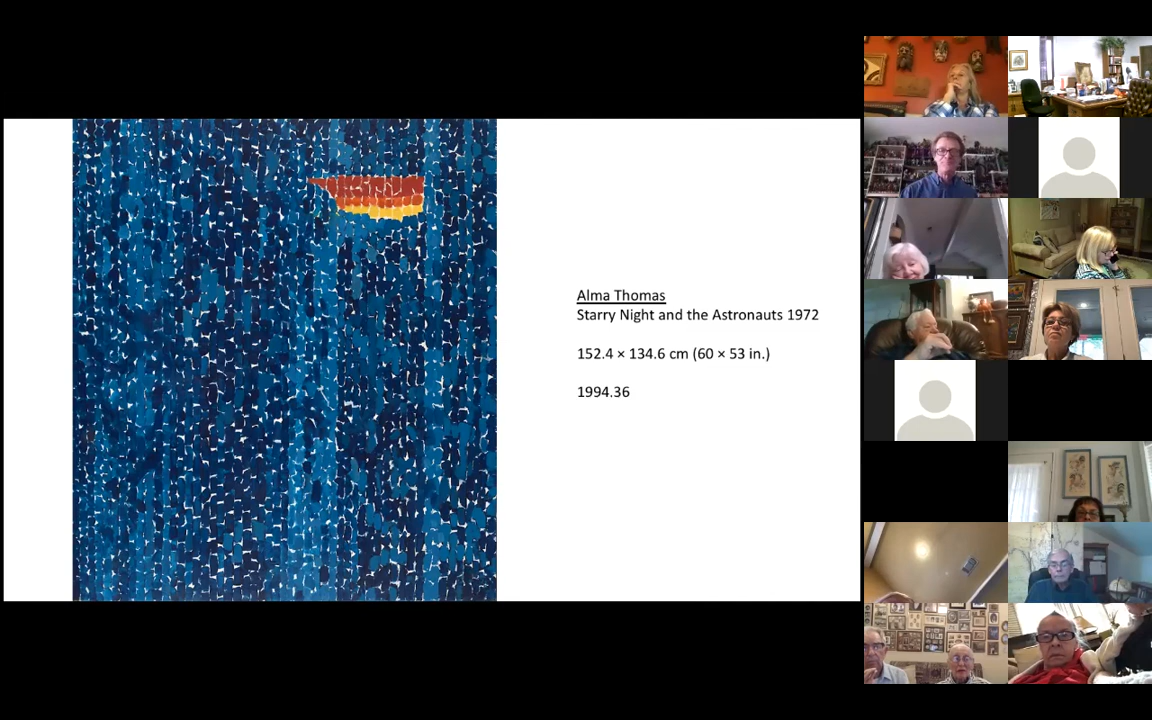 Alma Thomas
Starry Night and the Astronauts 1972
152.4 × 134.6 cm (60 × 53 in.)
1994.36